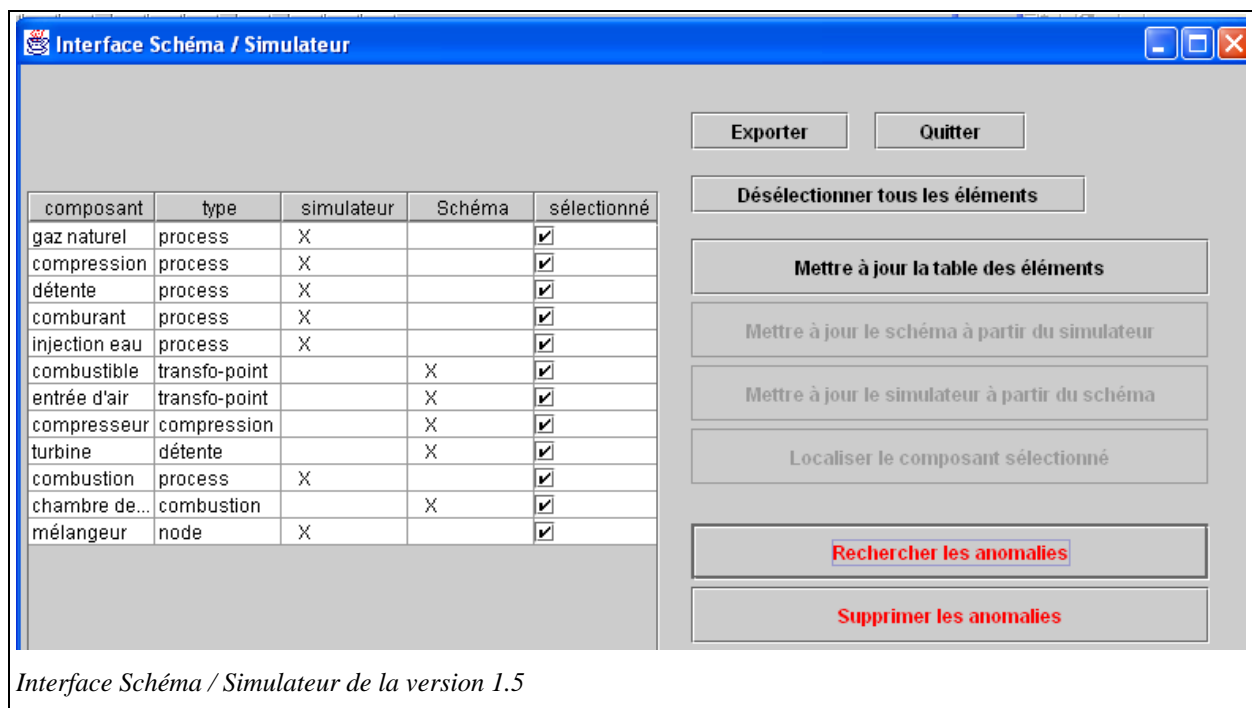 Interface Schéma / Simulateur
Exporter Quitter
Désélectionner tous les éléments
composant type simulateur Schéma sélectionné
gaz naturel process X
compression process X
détente process X
comburant process X
injection eau process X
combustible transfo-point X
entrée d'air transfo-point X
compresseur compression X
turbine détente X
combustion process X
chambre de... combustion X
mélangeur node X
Mettre à jour la table des éléments
Mettre à jour le schéma à partir du simulateur
Mettre à jour le simulateur à partir du schéma
Localiser le composant sélectionné
Rechercher les anomalies
Supprimer les anomalies
Interface Schéma / Simulateur de la version 1.5